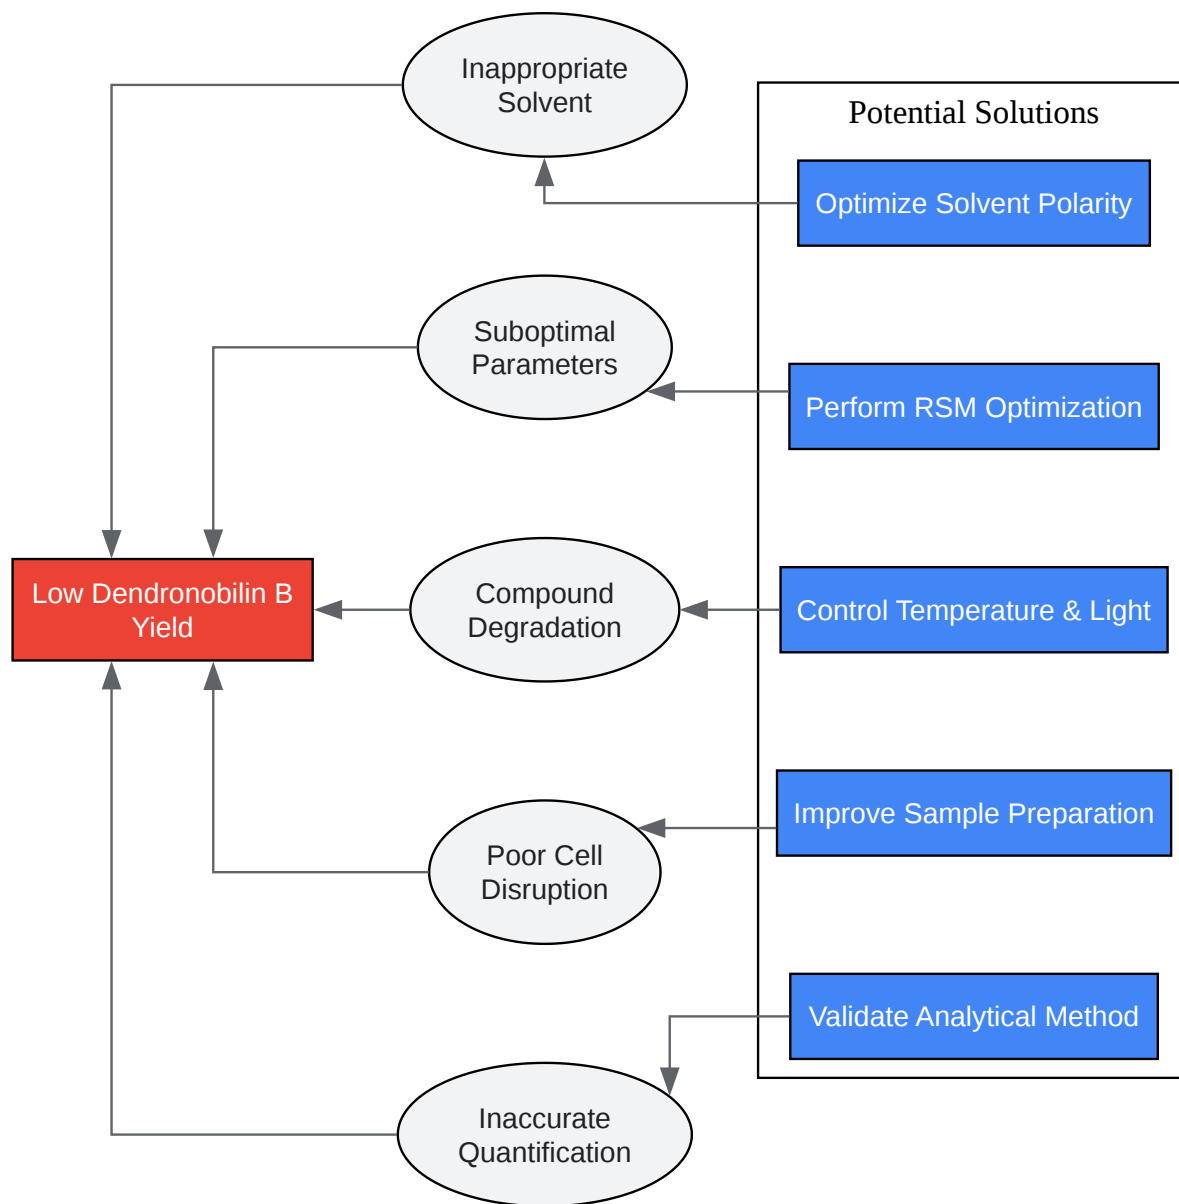 Inappropriate
Solvent
Potential Solutions
Optimize Solvent Polarity
Suboptimal
Parameters
Perform RSM Optimization
Low Dendronobilin B
Yield
Compound
Degradation
Control Temperature & Light
Poor Cell
Disruption
Improve Sample Preparation
Validate Analytical Method
Inaccurate
Quantification